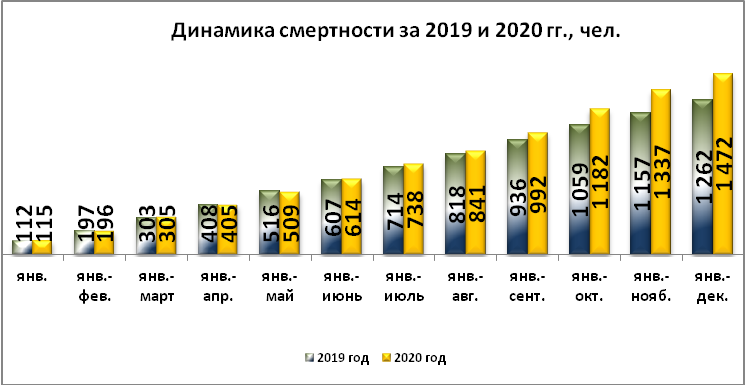 Динамика смертности за 2019 и 2020 гг., чел.
112 115 197 196 303 305 408 405 516 509 607 614 714 738 818 841 936 992 1 059 1 182 1 157 1 337 1 262 1 472
янв. янв.- янв.- янв.- янв.- янв.- янв.- янв.- янв.- янв.- янв.- янв.-
фев. март апр. май июнь июль авг. сент. окт. нояб. дек.
2019 год 2020 год